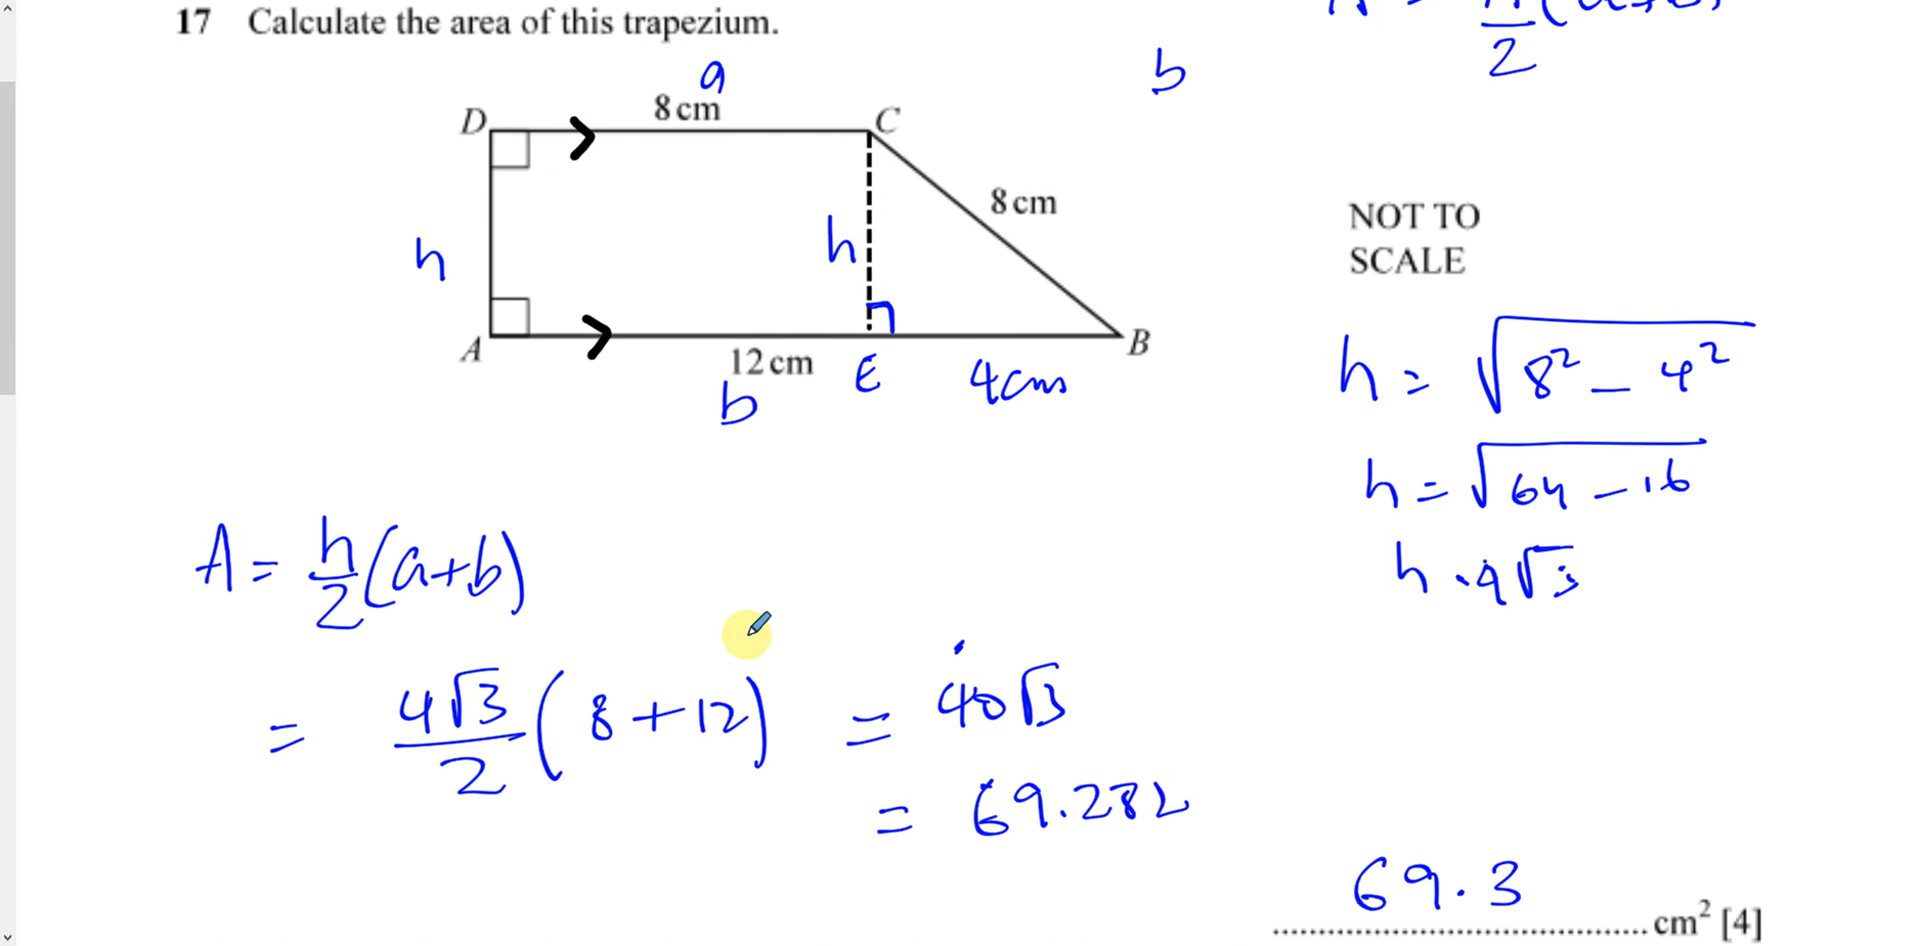 17 Calculate the area of this trapezium.
2
a
b
8 cm
D
C
8 cm
NOT TO
SCALE
h
h
A
B
12 cm
E
4cm
b
h = √8² - 4²
h = √64 - 16
h = 4√3
A = h/2 (a+b)
= 4√3/2 (8 + 12) = 40√3
= 69.282
69.3
cm² [4]